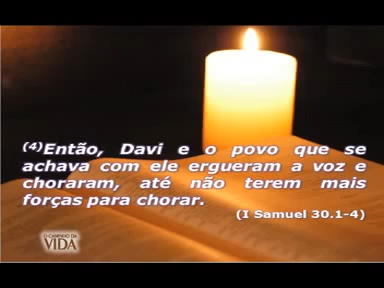 (4)Então, Davi e o povo que se
achava com ele ergueram a voz e
choraram, até não terem mais
forças para chorar.
(I Samuel 30.1-4)
O CAMINHO DA
VIDA